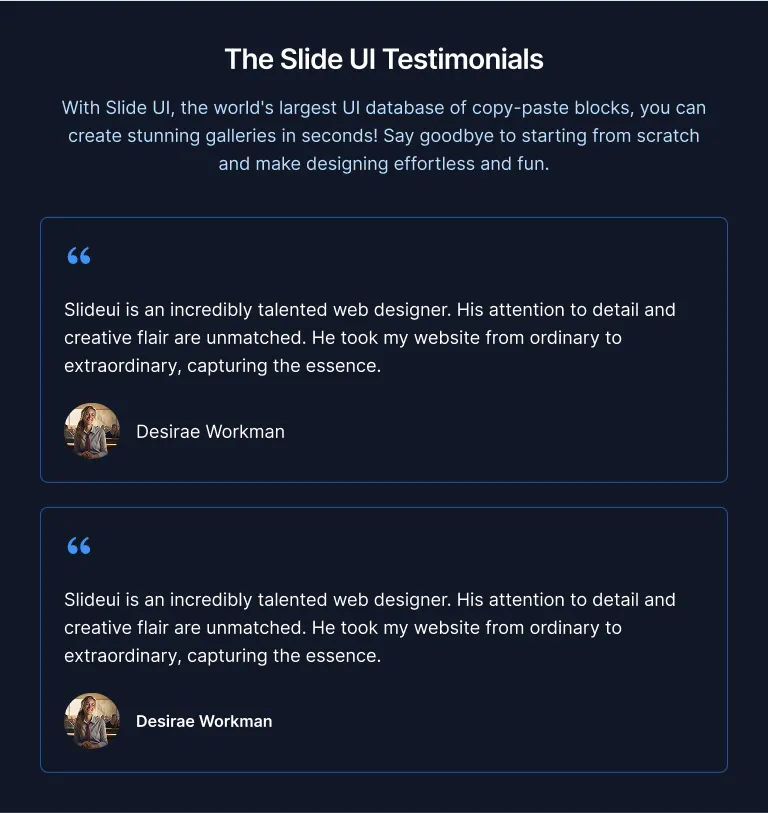 The Slide UI Testimonials
With Slide UI, the world's largest UI database of copy-paste blocks, you can
create stunning galleries in seconds! Say goodbye to starting from scratch
and make designing effortless and fun.
“
Slideui is an incredibly talented web designer. His attention to detail and
creative flair are unmatched. He took my website from ordinary to
extraordinary, capturing the essence.
Desirae Workman
“
Slideui is an incredibly talented web designer. His attention to detail and
creative flair are unmatched. He took my website from ordinary to
extraordinary, capturing the essence.
Desirae Workman